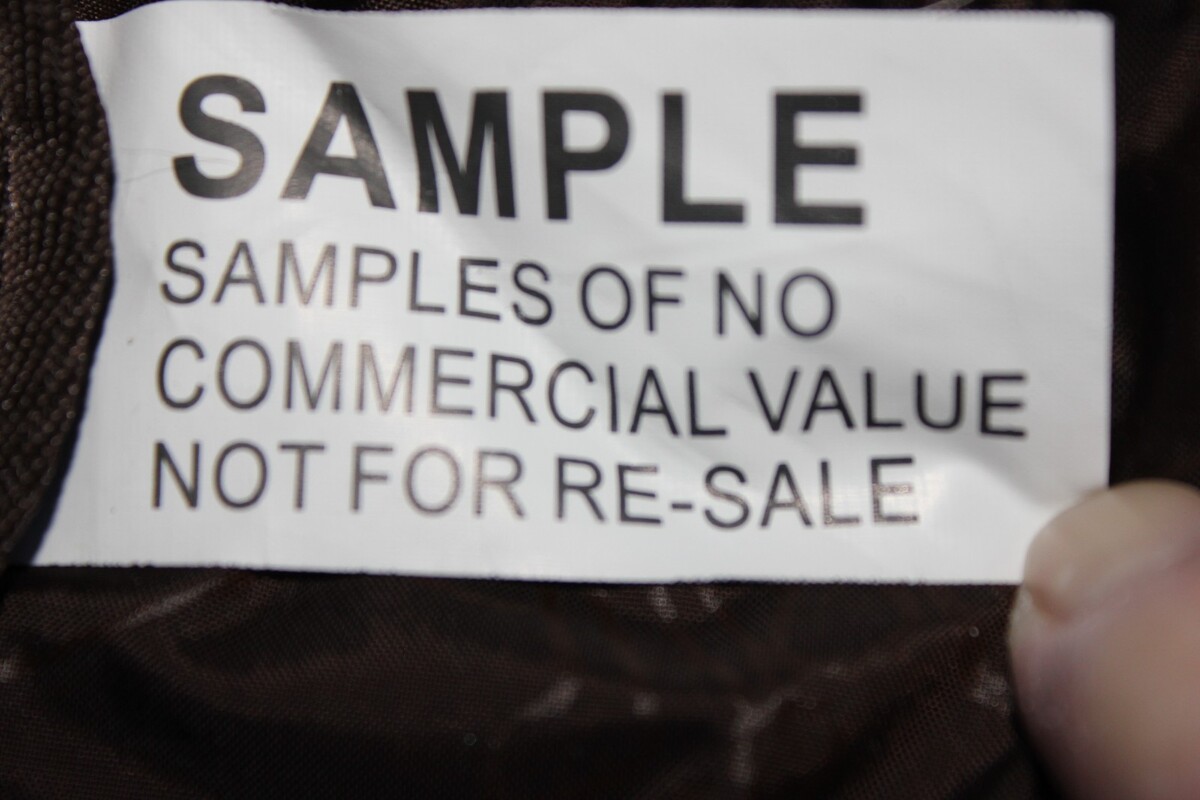 SAMPLE
SAMPLES OF NO
COMMERCIAL VALUE
NOT FOR RE-SALE